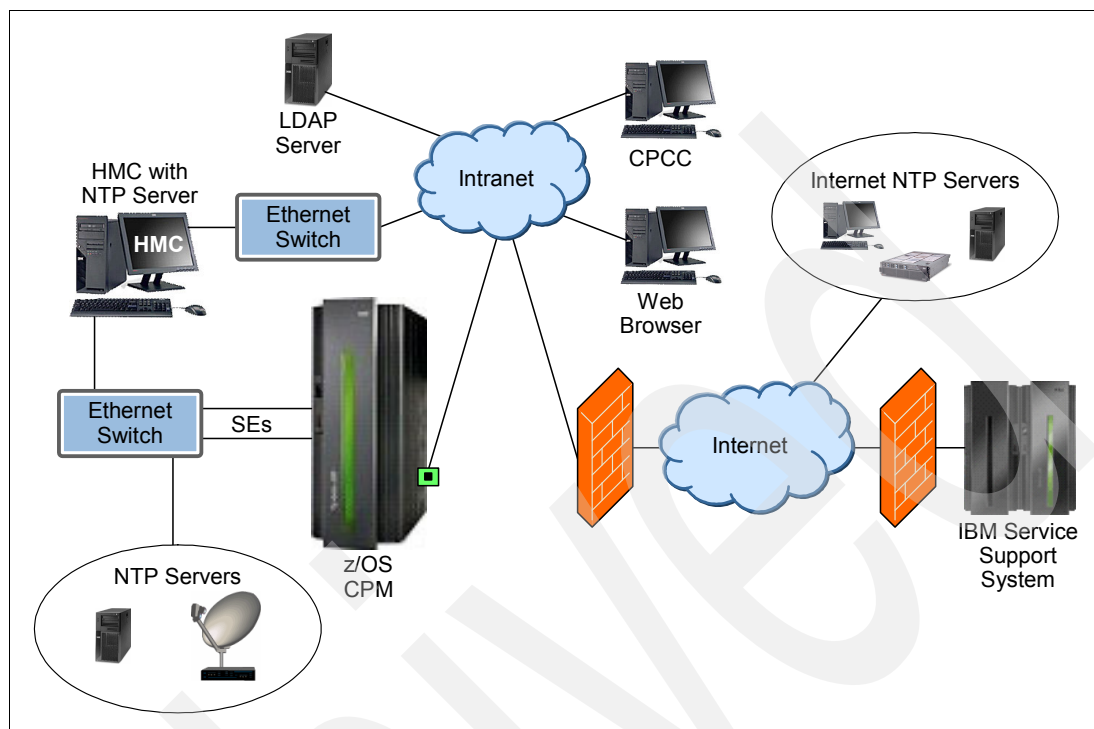 LDAP
Server
CPCC
HMC with
NTP Server
HMC
Ethernet
Switch
Intranet
Internet NTP Servers
Web
Browser
Ethernet
Switch
SEs
Internet
z/OS
CPM
IBM Service
Support
System
NTP Servers